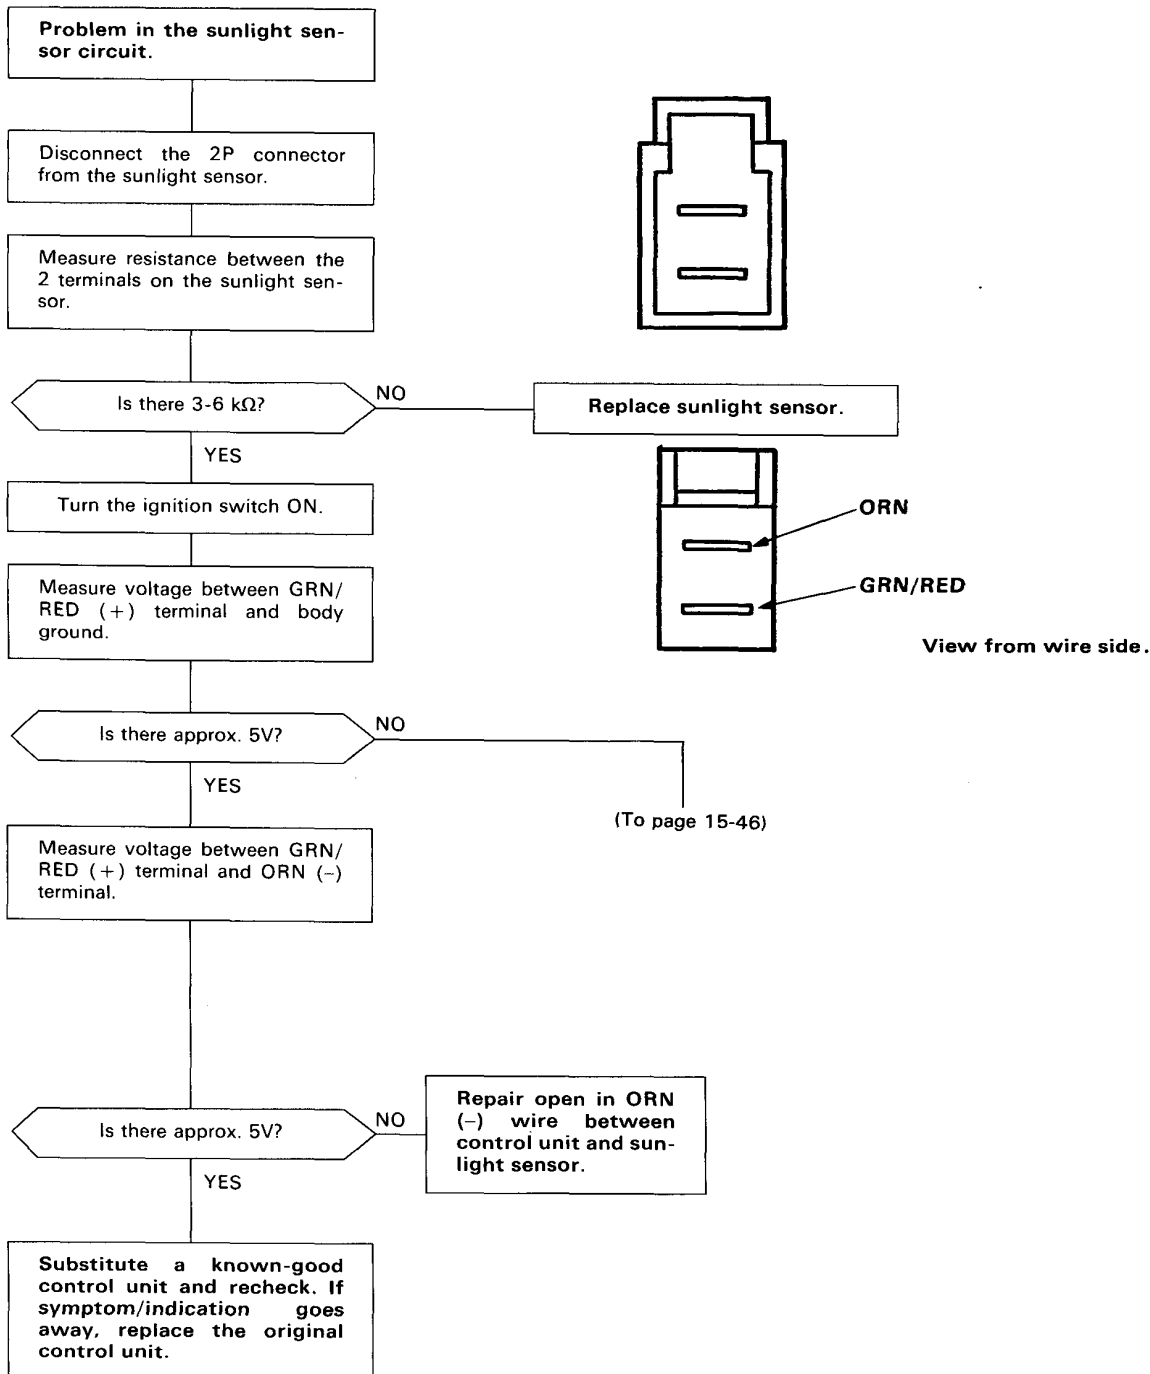 Problem in the sunlight sen-
sor circuit.
Disconnect the 2P connector
from the sunlight sensor.
Measure resistance between the
2 terminals on the sunlight sen-
sor.
Is there 3-6 kΩ?
NO
Replace sunlight sensor.
YES
Turn the ignition switch ON.
ORN
GRN/RED
View from wire side.
Measure voltage between GRN/
RED (+) terminal and body
ground.
Is there approx. 5V?
NO
(To page 15-46)
YES
Measure voltage between GRN/
RED (+) terminal and ORN (–)
terminal.
Is there approx. 5V?
NO
Repair open in ORN
(–) wire between
control unit and sun-
light sensor.
YES
Substitute a known-good
control unit and recheck. If
symptom/indication goes
away, replace the original
control unit.